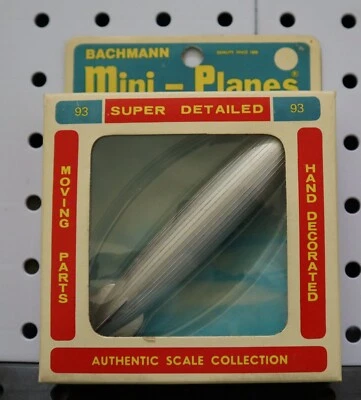 BACHMANN
mini - Planes®
93 SUPER DETAILED 93
MOVING PARTS
HAND DECORATED
AUTHENTIC SCALE COLLECTION